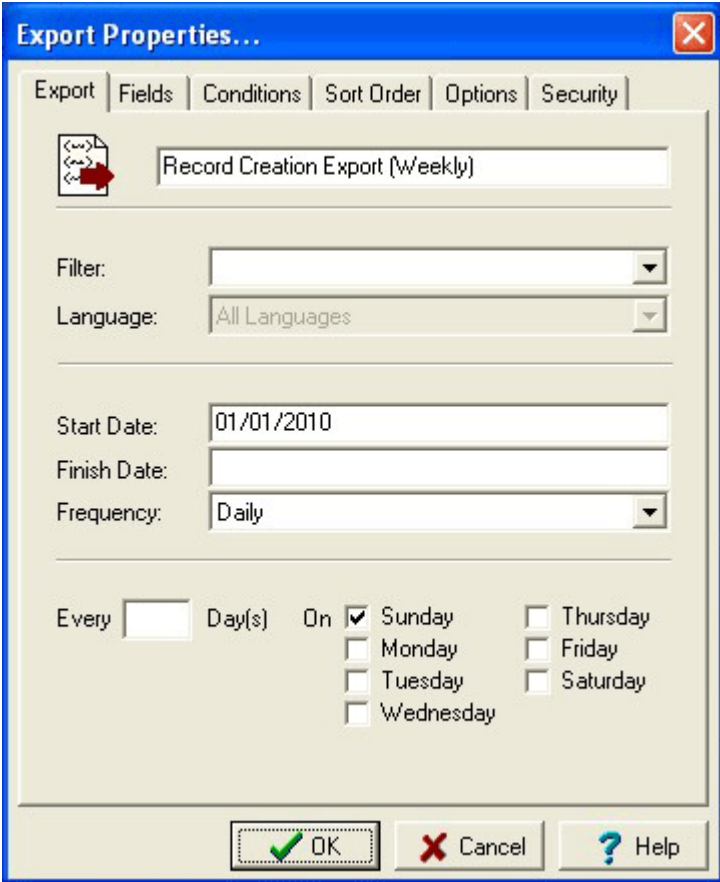 Export Properties...
Export Fields Conditions Sort Order Options Security
Record Creation Export (Weekly)
Filter:
Language: All Languages
Start Date: 01/01/2010
Finish Date:
Frequency: Daily
Every Day(s) On Sunday Thursday
Monday Friday
Tuesday Saturday
Wednesday
OK Cancel ? Help